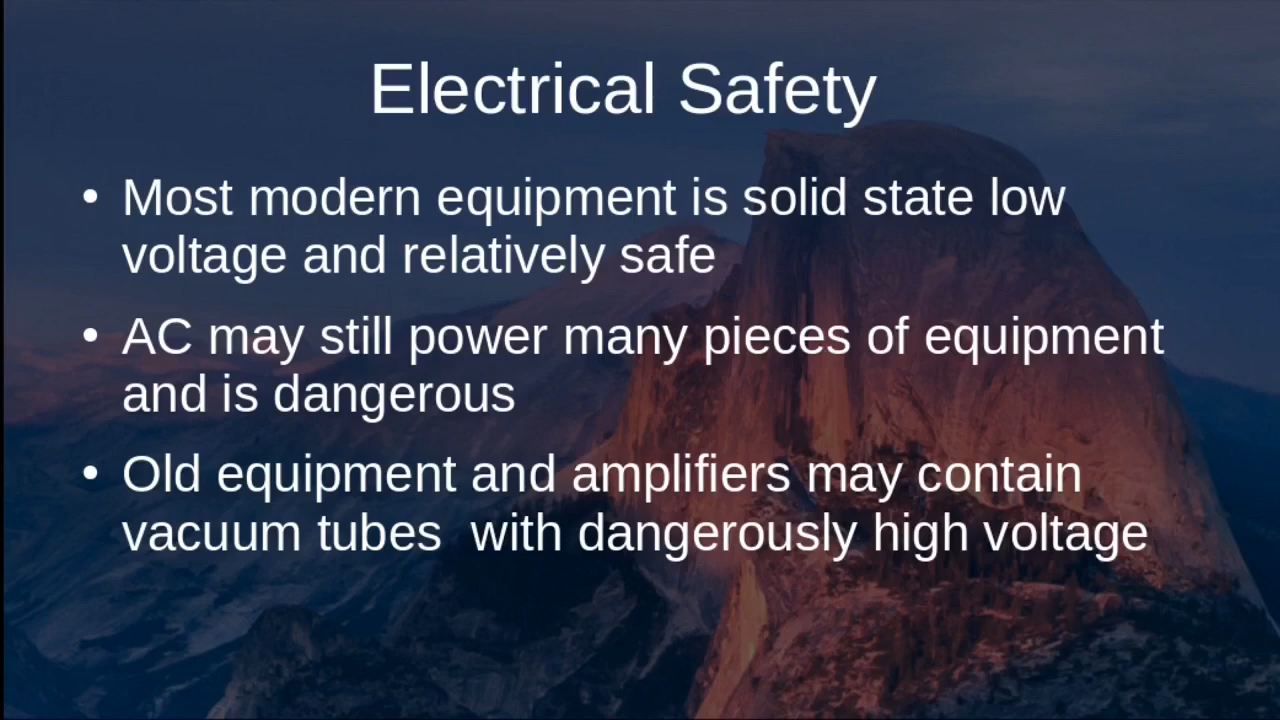 Electrical Safety
• Most modern equipment is solid state low
voltage and relatively safe
• AC may still power many pieces of equipment
and is dangerous
• Old equipment and amplifiers may contain
vacuum tubes  with dangerously high voltage